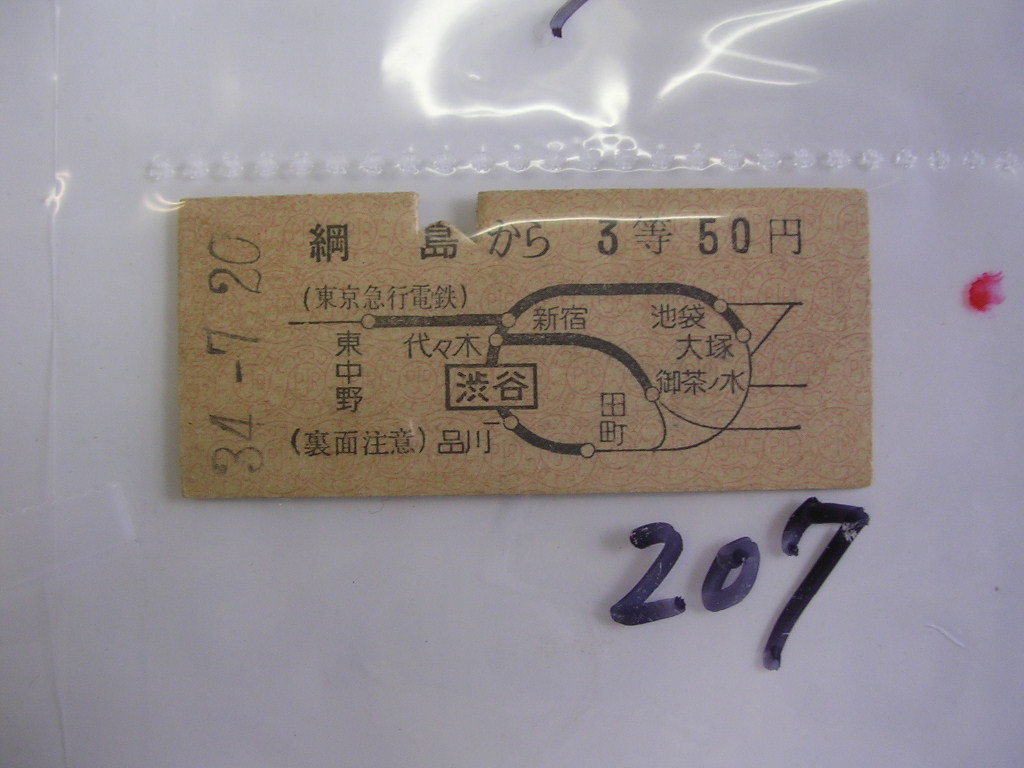 綱島から 3等 50円
34-7-20
(東京急行電鉄)
新宿
池袋
東中野
代々木
大塚
渋谷
御茶ノ水
田町
(裏面注意)
品川
207